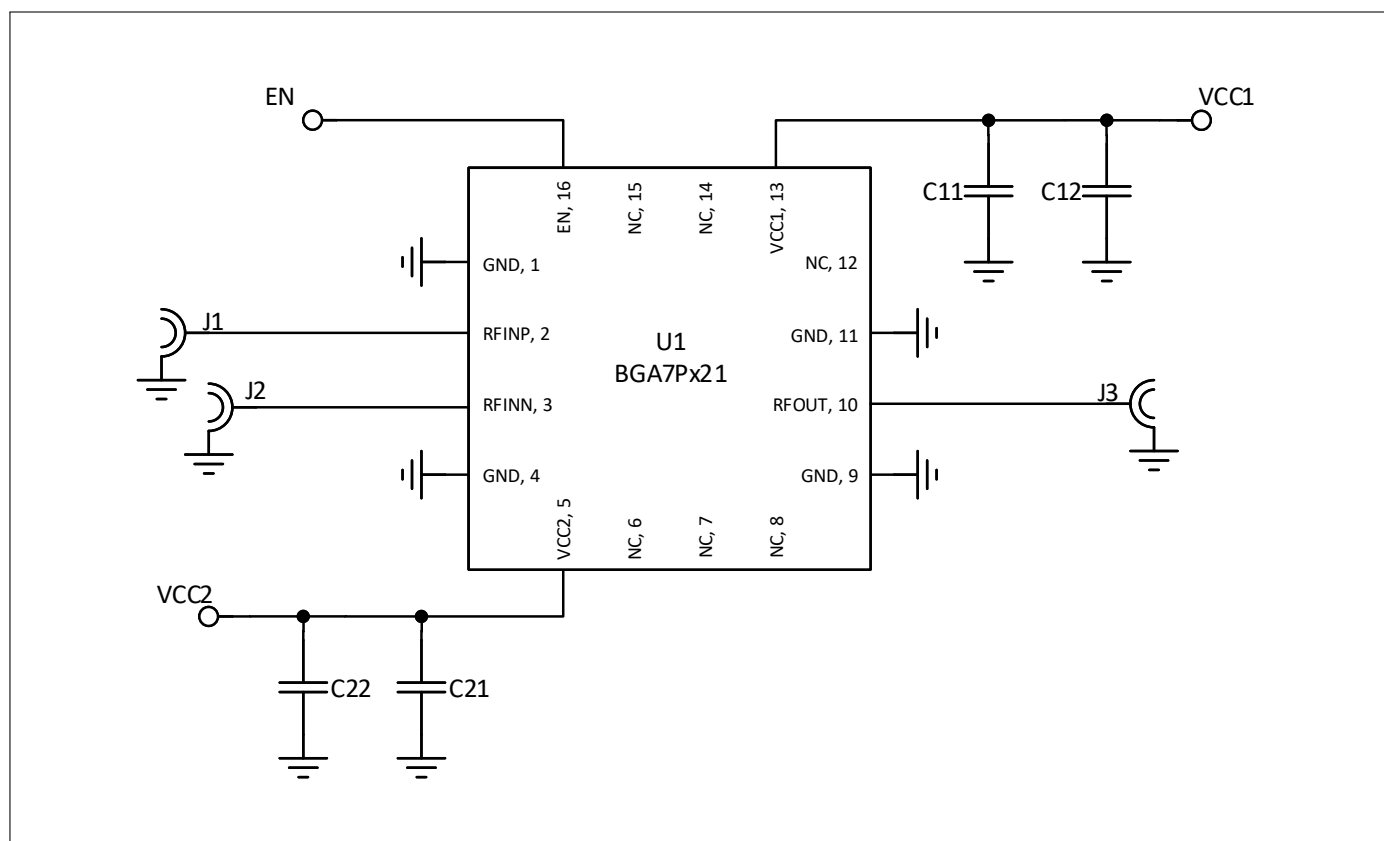 EN
VCC1
EN, 16
NC, 15
NC, 14
VCC1, 13
C11
C12
GND, 1
NC, 12
J1
RFINP, 2
U1
BGA7Px21
GND, 11
J2
RFINN, 3
RFOUT, 10
J3
GND, 4
GND, 9
VCC2, 5
NC, 6
NC, 7
NC, 8
VCC2
C22
C21